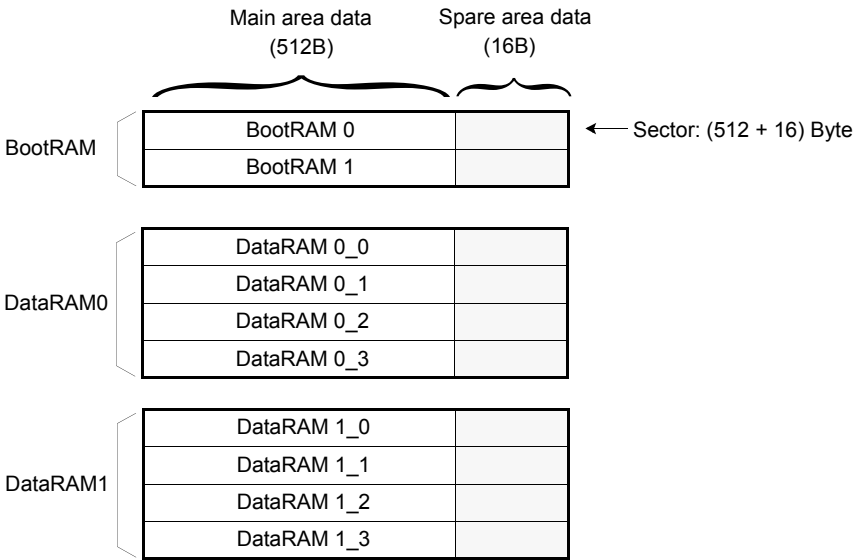 Main area data
(512B)
Spare area data
(16B)
BootRAM
BootRAM 0
BootRAM 1
Sector: (512 + 16) Byte
DataRAM0
DataRAM 0_0
DataRAM 0_1
DataRAM 0_2
DataRAM 0_3
DataRAM1
DataRAM 1_0
DataRAM 1_1
DataRAM 1_2
DataRAM 1_3